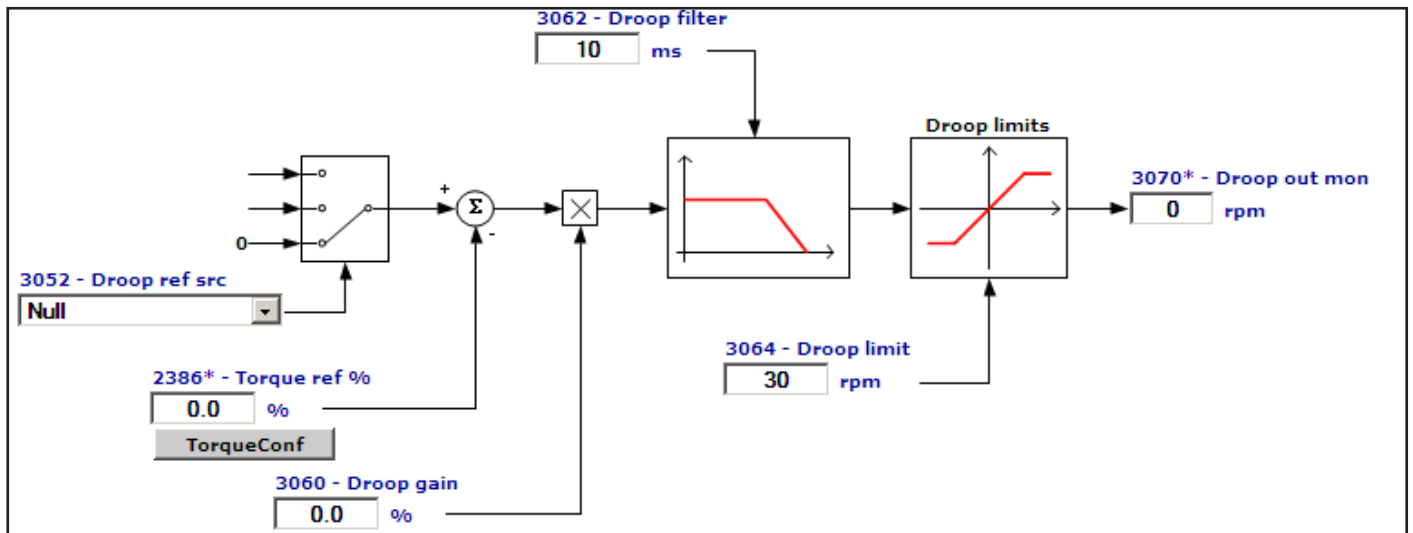 3062 - Droop filter
10 ms
Droop limits
3070* - Droop out mon
0 rpm
+
Σ
-
0
3052 - Droop ref src
Null
3064 - Droop limit
30 rpm
2386* - Torque ref %
0.0 %
TorqueConf
3060 - Droop gain
0.0 %